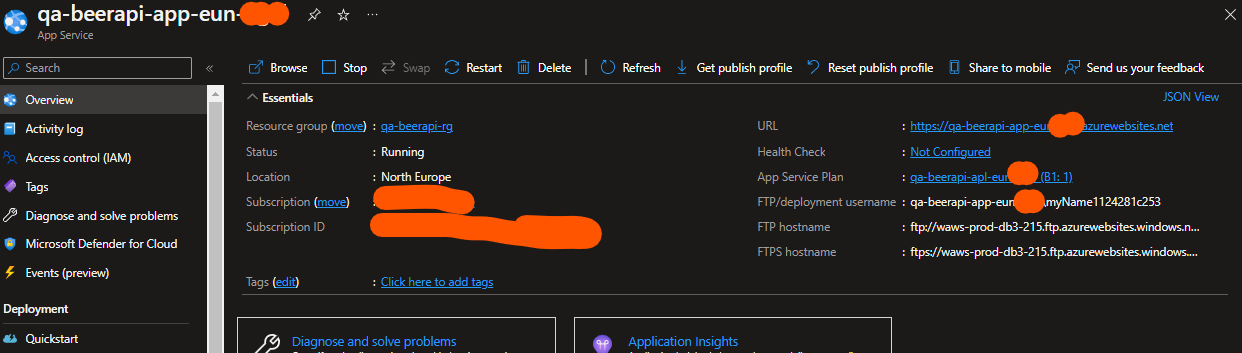 qa-beerapi-app-eun-
App Service
Search
Browse Stop Swap Restart Delete Refresh Get publish profile Reset publish profile Share to mobile Send us your feedback
Overview
Activity log
Access control (IAM)
Tags
Diagnose and solve problems
Microsoft Defender for Cloud
Events (preview)
Deployment
Quickstart
Essentials
JSON View
Resource group (move) : qa-beerapi-rg
Status : Running
Location : North Europe
Subscription (move) :
Subscription ID
URL : https://qa-beerapi-app-eun azurewebsites.net
Health Check : Not Configured
App Service Plan : qa-beerapi-apl-eun (B1: 1)
FTP/deployment username : qa-beerapi-app-eun \myName1124281c253
FTP hostname : ftp://waws-prod-db3-215.ftp.azurewebsites.windows.n...
FTPS hostname : ftps://waws-prod-db3-215.ftp.azurewebsites.windows....
Tags (edit) : Click here to add tags
Diagnose and solve problems
Application Insights